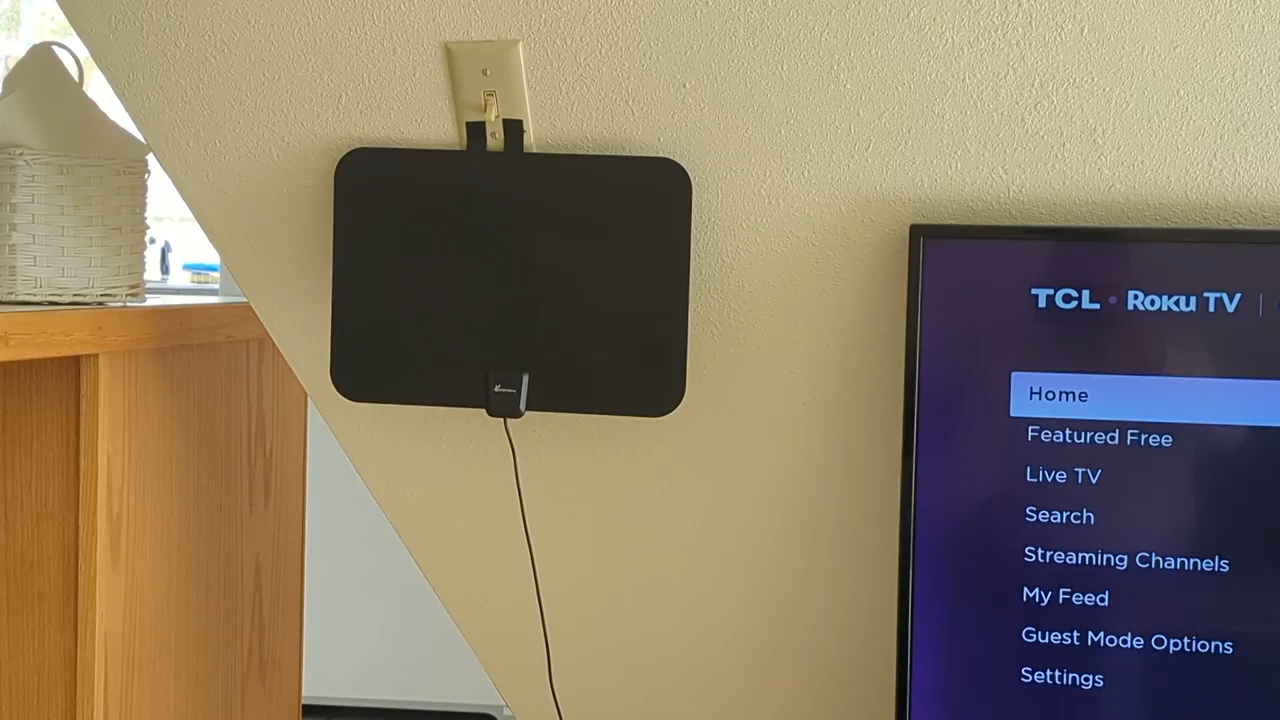 TCL • Roku TV |
Home
Featured Free
Live TV
Search
Streaming Channels
My Feed
Guest Mode Options
Settings